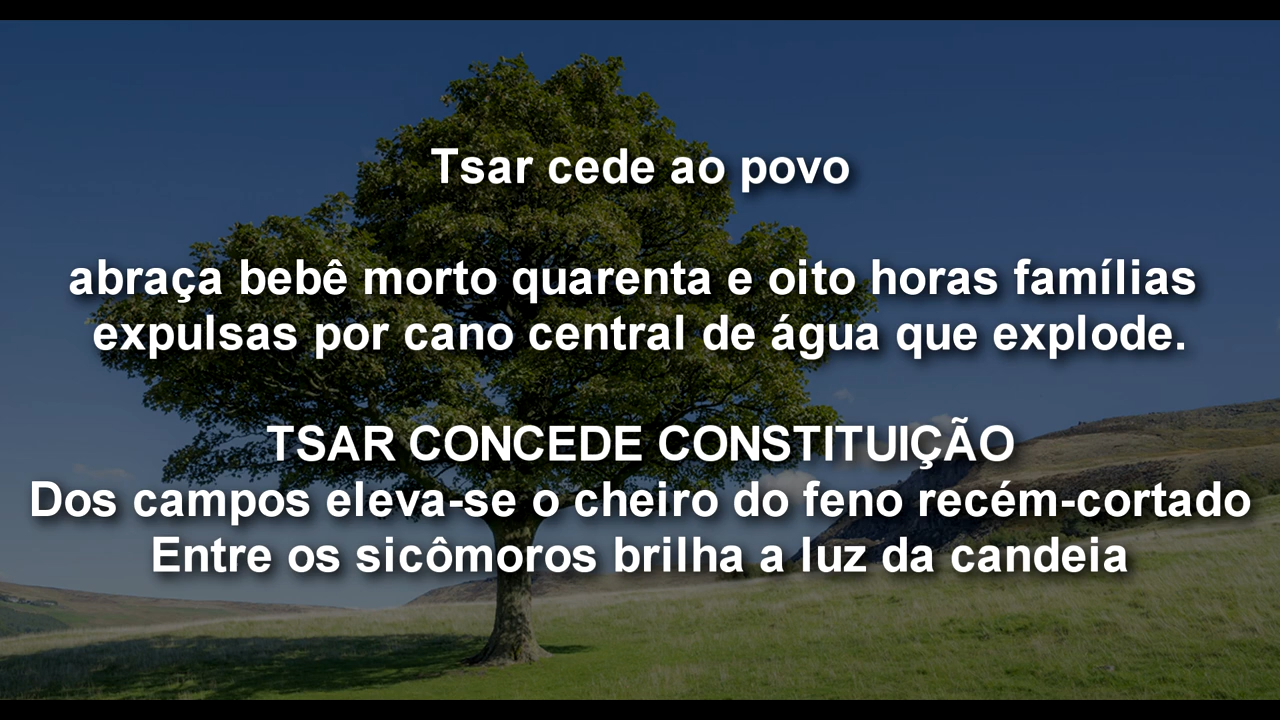 Tsar cede ao povo
abraça bebê morto quarenta e oito horas famílias
expulsas por cano central de água que explode.
TSAR CONCEDE CONSTITUIÇÃO
Dos campos eleva-se o cheiro do feno recém-cortado
Entre os sicômoros brilha a luz da candeia